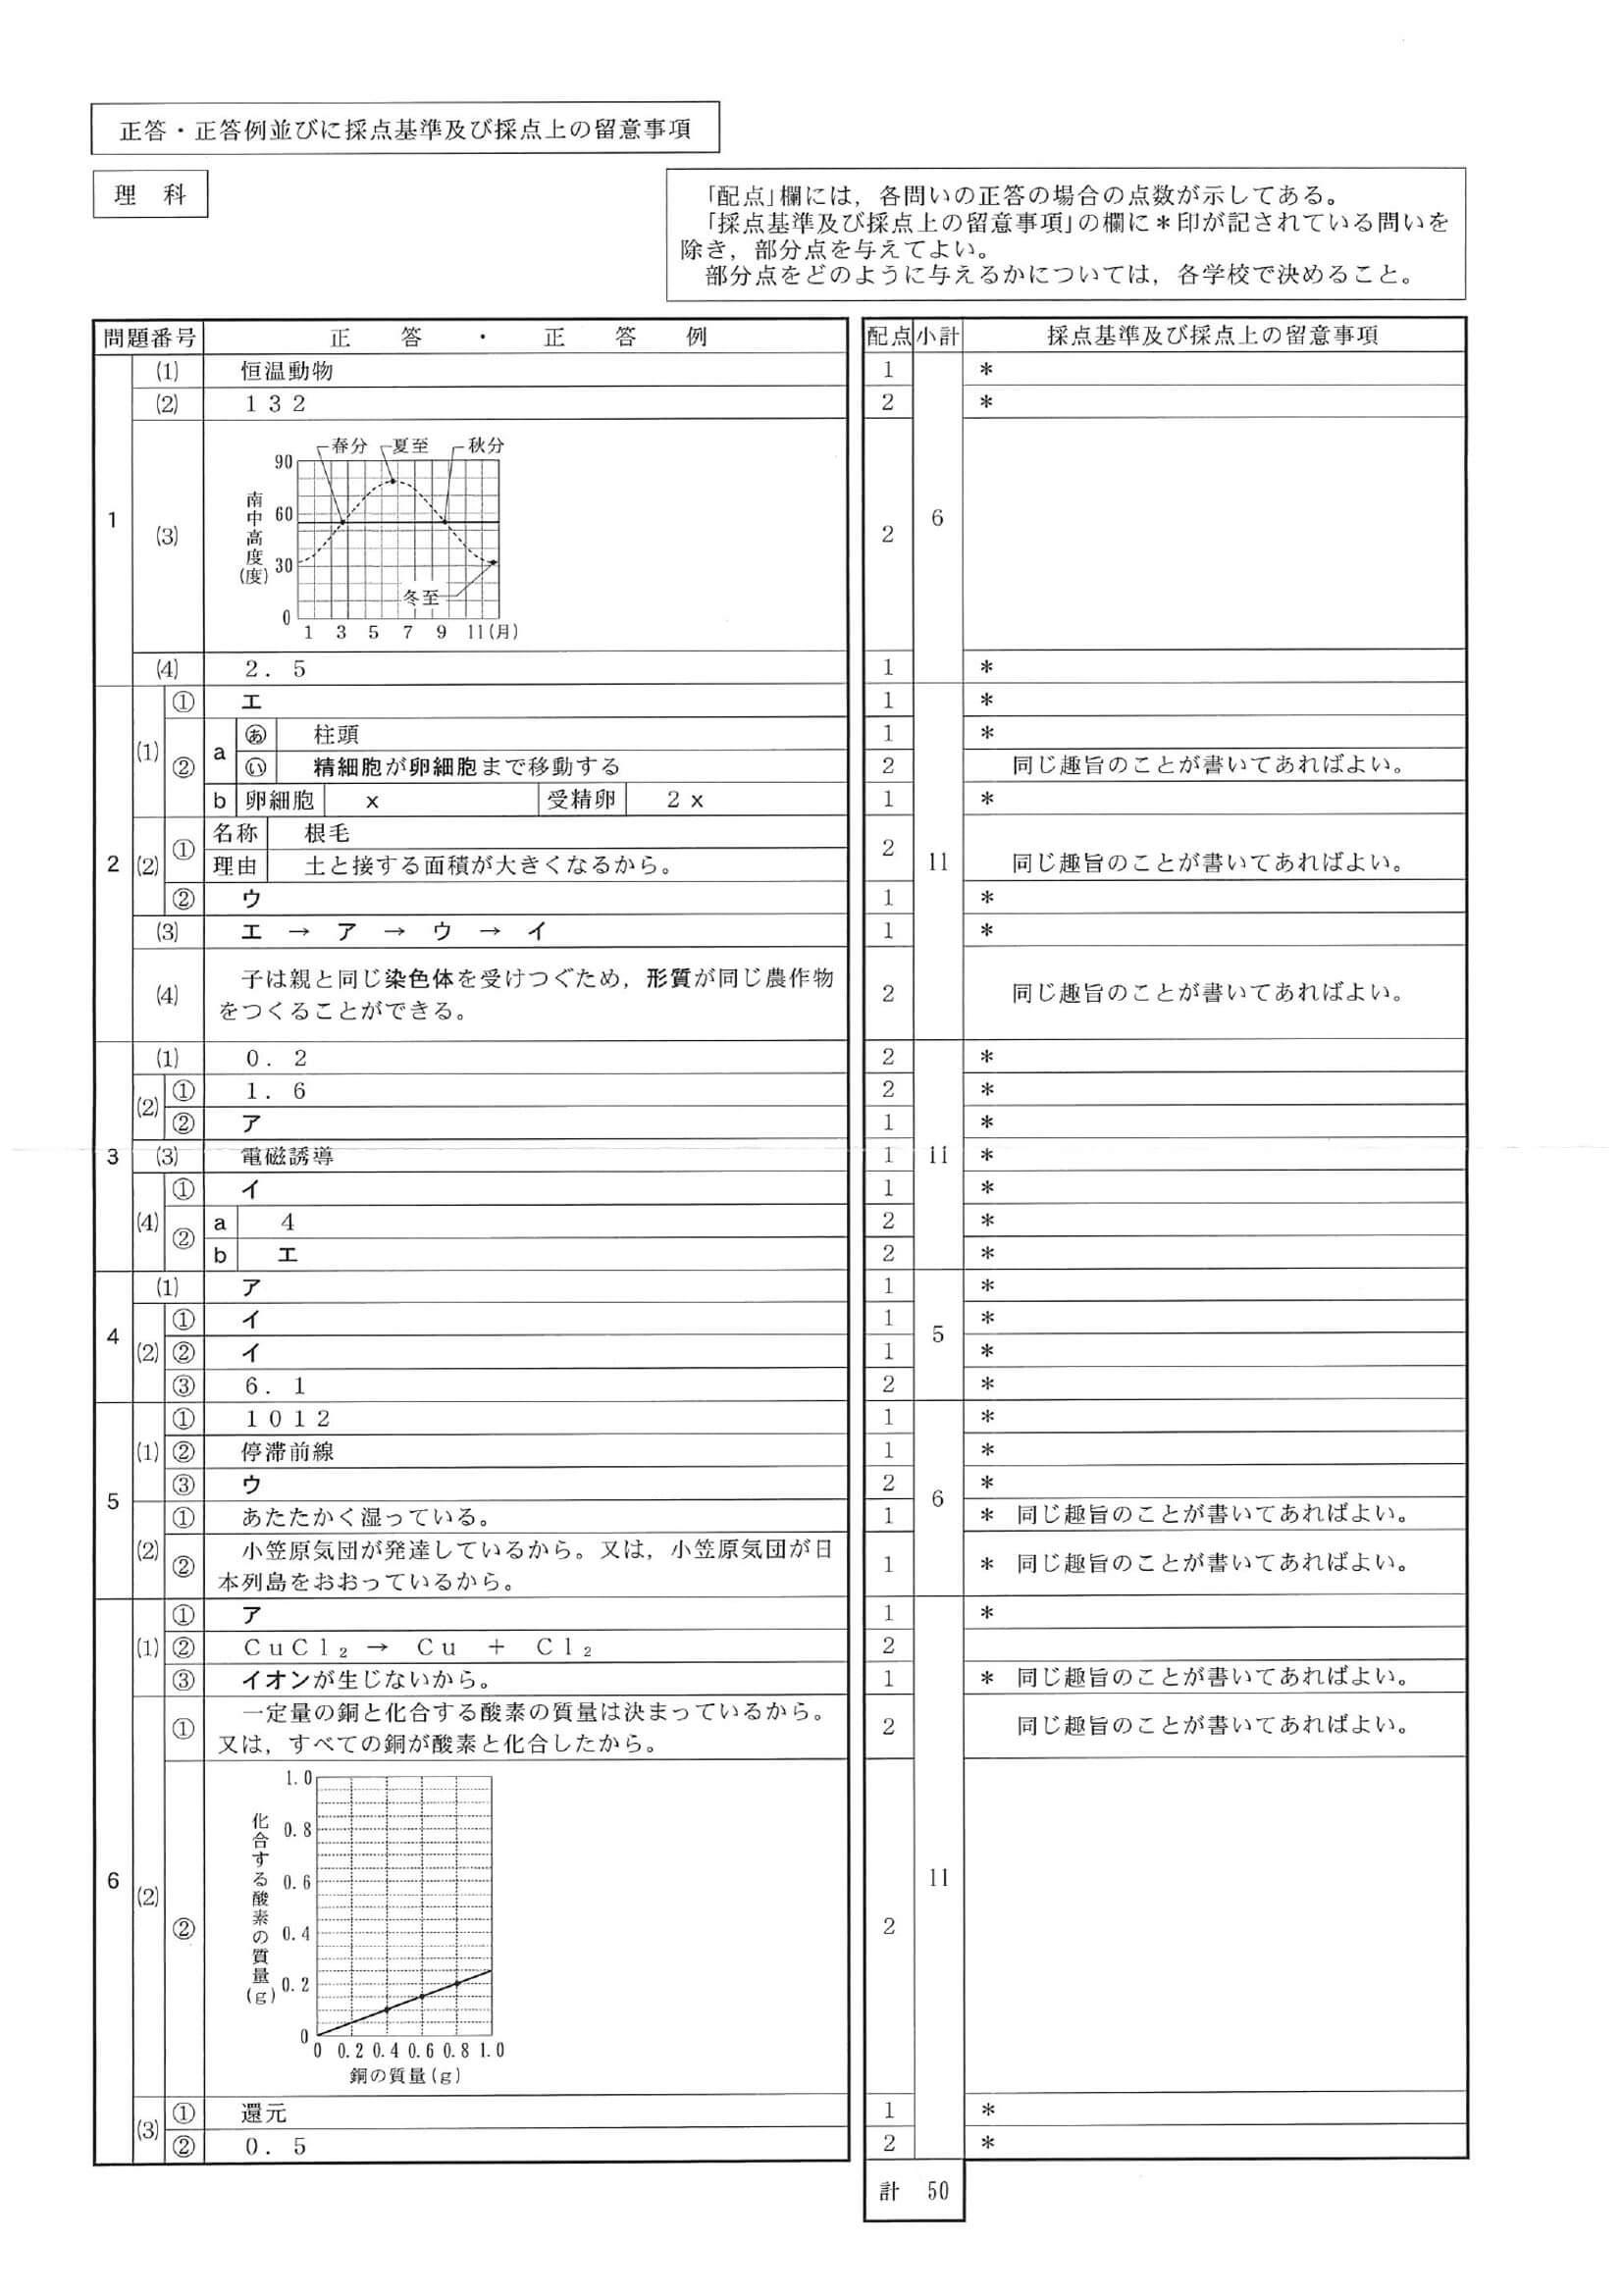 正答・正答例並びに採点基準及び採点上の留意事項
理 科
「配点」欄には，各問いの正答の場合の点数が示してある。
「採点基準及び採点上の留意事項」の欄に＊印が記されている問いを
除き，部分点を与えてよい。
部分点をどのように与えるかについては，各学校で決めること。
問題番号 正 答 ・ 正 答 例 配点 小計 採点基準及び採点上の留意事項
1 (1) 恒温動物 1 6 ＊
(2) １３２ 2 ＊
(3) 2
春分 夏至 秋分
90
60
30
0
南中高度(度)
冬至
1 3 5 7 9 11(月)
(4) ２．５ 1 ＊
2 (1) ① エ 1 11 ＊
② a あ 柱頭 1 ＊
い 精細胞が卵細胞まで移動する 2 同じ趣旨のことが書いてあればよい。
b 卵細胞 x 受精卵 2 x 1 ＊
(2) ① 名称 根毛 2
理由 土と接する面積が大きくなるから。 同じ趣旨のことが書いてあればよい。
② ウ 1 ＊
(3) エ → ア → ウ → イ 1 ＊
(4) 子は親と同じ染色体を受けつぐため，形質が同じ農作物
をつくることができる。 2 同じ趣旨のことが書いてあればよい。
3 (1) ０．２ 2 11 ＊
(2) ① １．６ 2 ＊
② ア 1 ＊
(3) 電磁誘導 1 ＊
(4) ① イ 1 ＊
② a 4 2 ＊
b エ 2 ＊
4 (1) ア 1 5 ＊
(2) ① イ 1 ＊
② イ 1 ＊
③ ６．１ 2 ＊
5 (1) ① １０１２ 1 6 ＊
② 停滞前線 1 ＊
③ ウ 2 ＊
(2) ① あたたかく湿っている。 1 ＊ 同じ趣旨のことが書いてあればよい。
② 小笠原気団が発達しているから。又は，小笠原気団が日
本列島をおおっているから。 1 ＊ 同じ趣旨のことが書いてあればよい。
6 (1) ① ア 1 11 ＊
② CuCl₂ → Cu ＋ Cl₂ 2
③ イオンが生じないから。 1 ＊ 同じ趣旨のことが書いてあればよい。
(2) ① 一定量の銅と化合する酸素の質量は決まっているから。
又は，すべての銅が酸素と化合したから。 2 同じ趣旨のことが書いてあればよい。
② 2
1.0
0.8
0.6
0.4
0.2
0
化合する酸素の質量(g)
0 0.2 0.4 0.6 0.8 1.0
銅の質量(g)
(3) ① 還元 1 ＊
② ０．５ 2 ＊
計 50